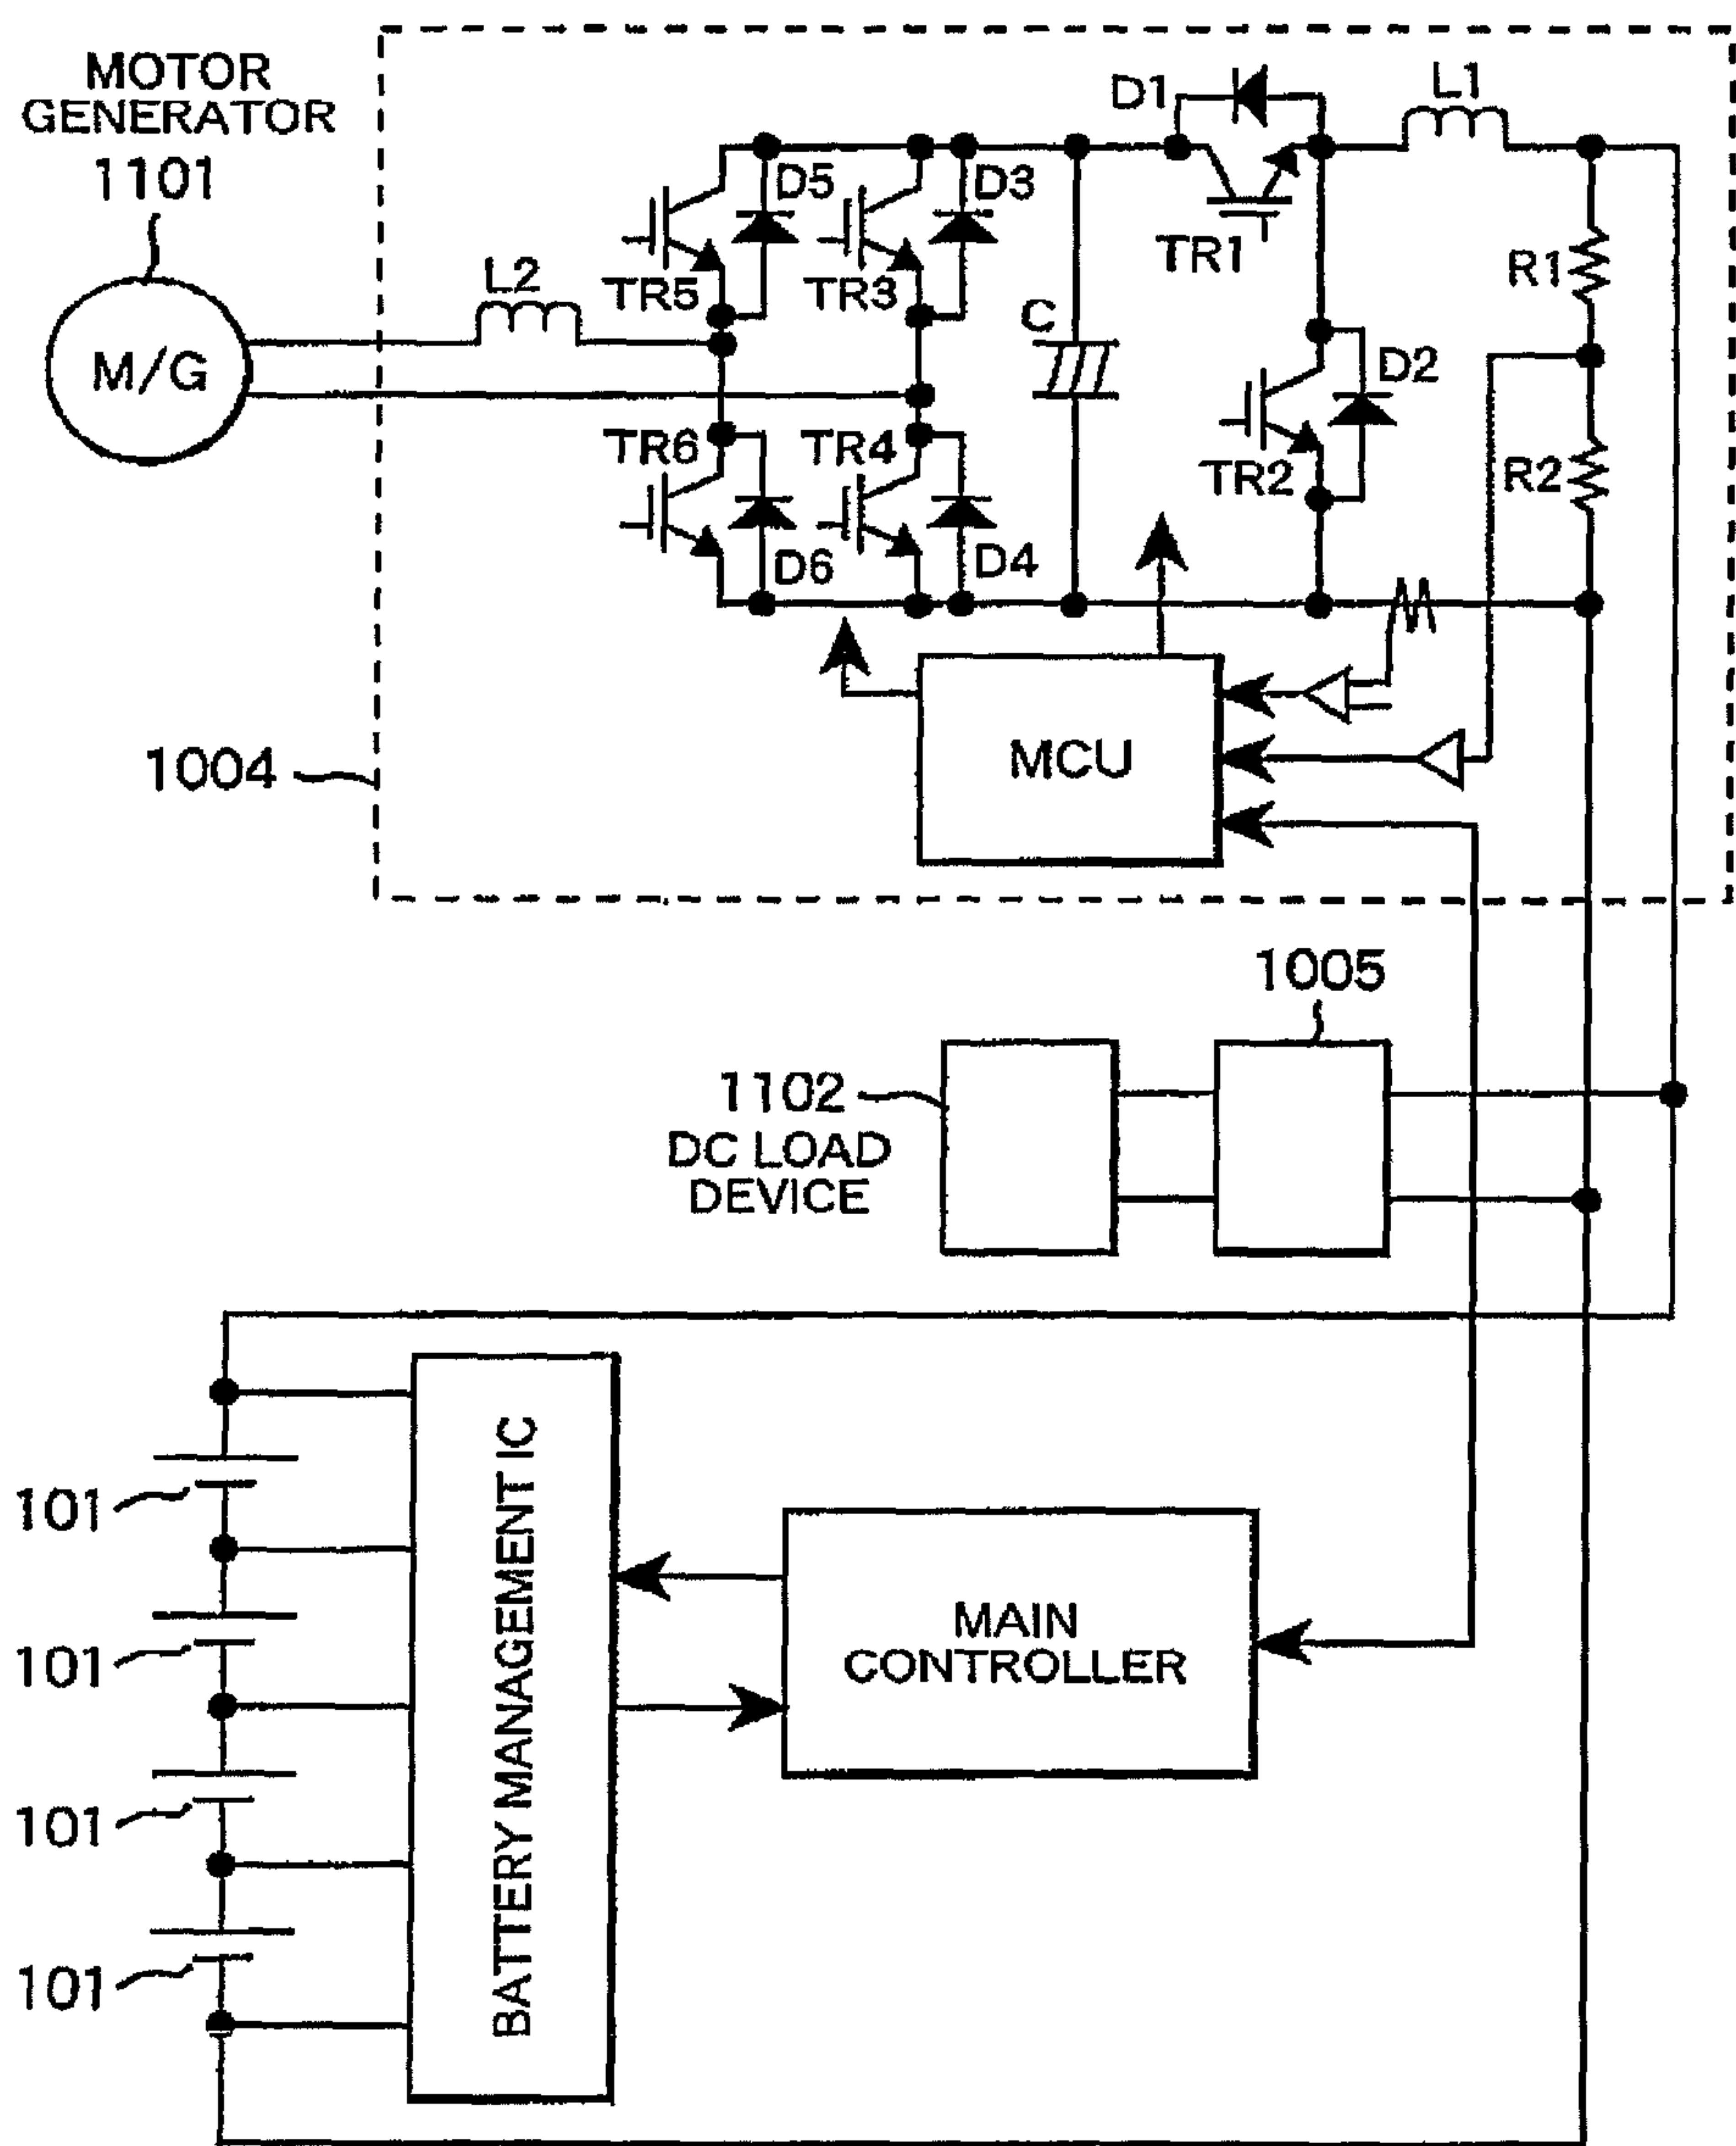 MOTOR
GENERATOR
1101
M/G
L2
D1
L1
D5
D3
TR5
TR3
C
TR1
R1
D2
TR6
TR4
TR2
R2
D6
D4
MCU
1004
1005
1102
DC LOAD
DEVICE
BATTERY MANAGEMENT IC
101
101
101
101
MAIN
CONTROLLER